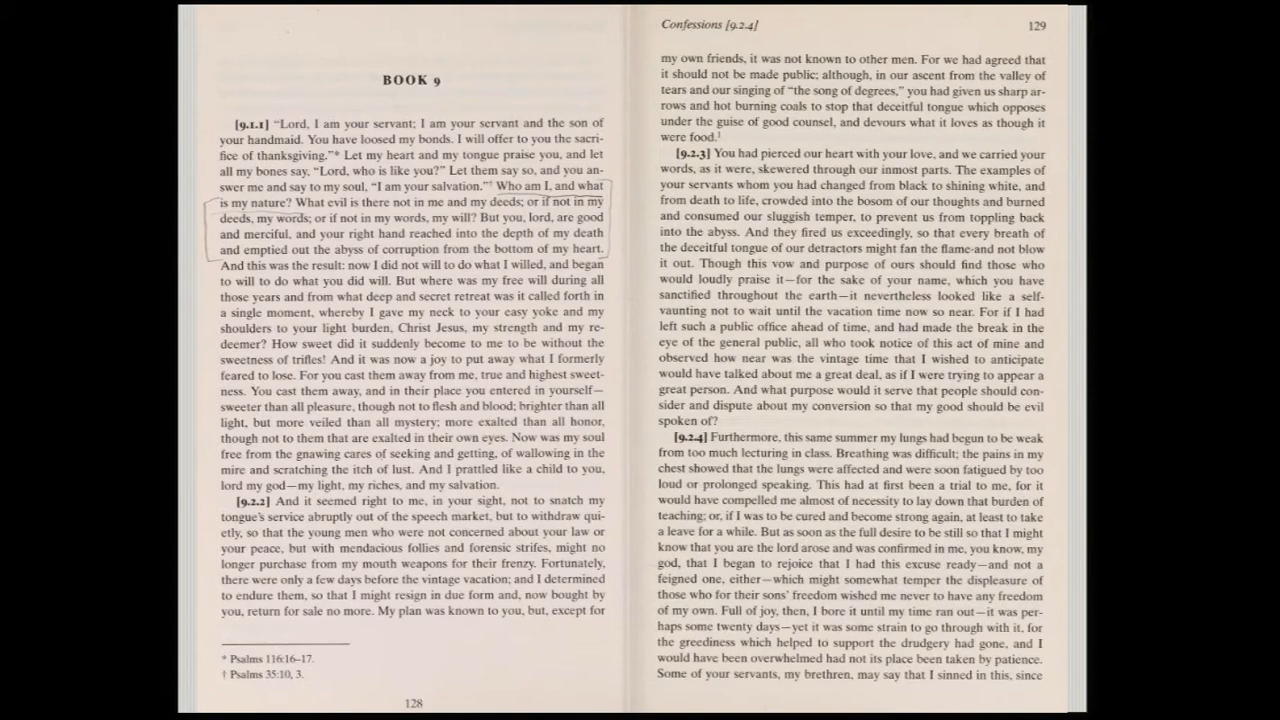 BOOK 9
[9.1.1] “Lord, I am your servant; I am your servant and the son of
your handmaid. You have loosed my bonds. I will offer to you the sacri-
fice of thanksgiving.”* Let my heart and my tongue praise you, and let
all my bones say, “Lord, who is like you?” Let them say so, and you an-
swer me and say to my soul, “I am your salvation.”† Who am I, and what
is my nature? What evil is there not in me and my deeds; or if not in my
deeds, my words; or if not in my words, my will? But you, lord, are good
and merciful, and your right hand reached into the depth of my death
and emptied out the abyss of corruption from the bottom of my heart.
And this was the result: now I did not will to do what I willed, and began
to will to do what you did will. But where was my free will during all
those years and from what deep and secret retreat was it called forth in
a single moment, whereby I gave my neck to your easy yoke and my
shoulders to your light burden, Christ Jesus, my strength and my re-
deemer? How sweet did it suddenly become to me to be without the
sweetness of trifles! And it was now a joy to put away what I formerly
feared to lose. For you cast them away from me, true and highest sweet-
ness. You cast them away, and in their place you entered in yourself—
sweeter than all pleasure, though not to flesh and blood; brighter than all
light, but more veiled than all mystery; more exalted than all honor,
though not to them that are exalted in their own eyes. Now was my soul
free from the gnawing cares of seeking and getting, of wallowing in the
mire and scratching the itch of lust. And I prattled like a child to you,
lord my god—my light, my riches, and my salvation.
[9.2.2] And it seemed right to me, in your sight, not to snatch my
tongue’s service abruptly out of the speech market, but to withdraw qui-
etly, so that the young men who were not concerned about your law or
your peace, but with mendacious follies and forensic strifes, might no
longer purchase from my mouth weapons for their frenzy. Fortunately,
there were only a few days before the vintage vacation; and I determined
to endure them, so that I might resign in due form and, now bought by
you, return for sale no more. My plan was known to you, but, except for
* Psalms 116:16–17.
† Psalms 35:10, 3.
128
Confessions [9.2.4] 129
my own friends, it was not known to other men. For we had agreed that
it should not be made public; although, in our ascent from the valley of
tears and our singing of “the song of degrees,” you had given us sharp ar-
rows and hot burning coals to stop that deceitful tongue which opposes
under the guise of good counsel, and devours what it loves as though it
were food.¹
[9.2.3] You had pierced our heart with your love, and we carried your
words, as it were, skewered through our inmost parts. The examples of
your servants whom you had changed from black to shining white, and
from death to life, crowded into the bosom of our thoughts and burned
and consumed our sluggish temper, to prevent us from toppling back
into the abyss. And they fired us exceedingly, so that every breath of
the deceitful tongue of our detractors might fan the flame-and not blow
it out. Though this vow and purpose of ours should find those who
would loudly praise it—for the sake of your name, which you have
sanctified throughout the earth—it nevertheless looked like a self-
vaunting not to wait until the vacation time now so near. For if I had
left such a public office ahead of time, and had made the break in the
eye of the general public, all who took notice of this act of mine and
observed how near was the vintage time that I wished to anticipate
would have talked about me a great deal, as if I were trying to appear a
great person. And what purpose would it serve that people should con-
sider and dispute about my conversion so that my good should be evil
spoken of?
[9.2.4] Furthermore, this same summer my lungs had begun to be weak
from too much lecturing in class. Breathing was difficult; the pains in my
chest showed that the lungs were affected and were soon fatigued by too
loud or prolonged speaking. This had at first been a trial to me, for it
would have compelled me almost of necessity to lay down that burden of
teaching; or, if I was to be cured and become strong again, at least to take
a leave for a while. But as soon as the full desire to be still so that I might
know that you are the lord arose and was confirmed in me, you know, my
god, that I began to rejoice that I had this excuse ready—and not a
feigned one, either—which might somewhat temper the displeasure of
those who for their sons’ freedom wished me never to have any freedom
of my own. Full of joy, then, I bore it until my time ran out—it was per-
haps some twenty days—yet it was some strain to go through with it, for
the greediness which helped to support the drudgery had gone, and I
would have been overwhelmed had not its place been taken by patience.
Some of your servants, my brethren, may say that I sinned in this, since